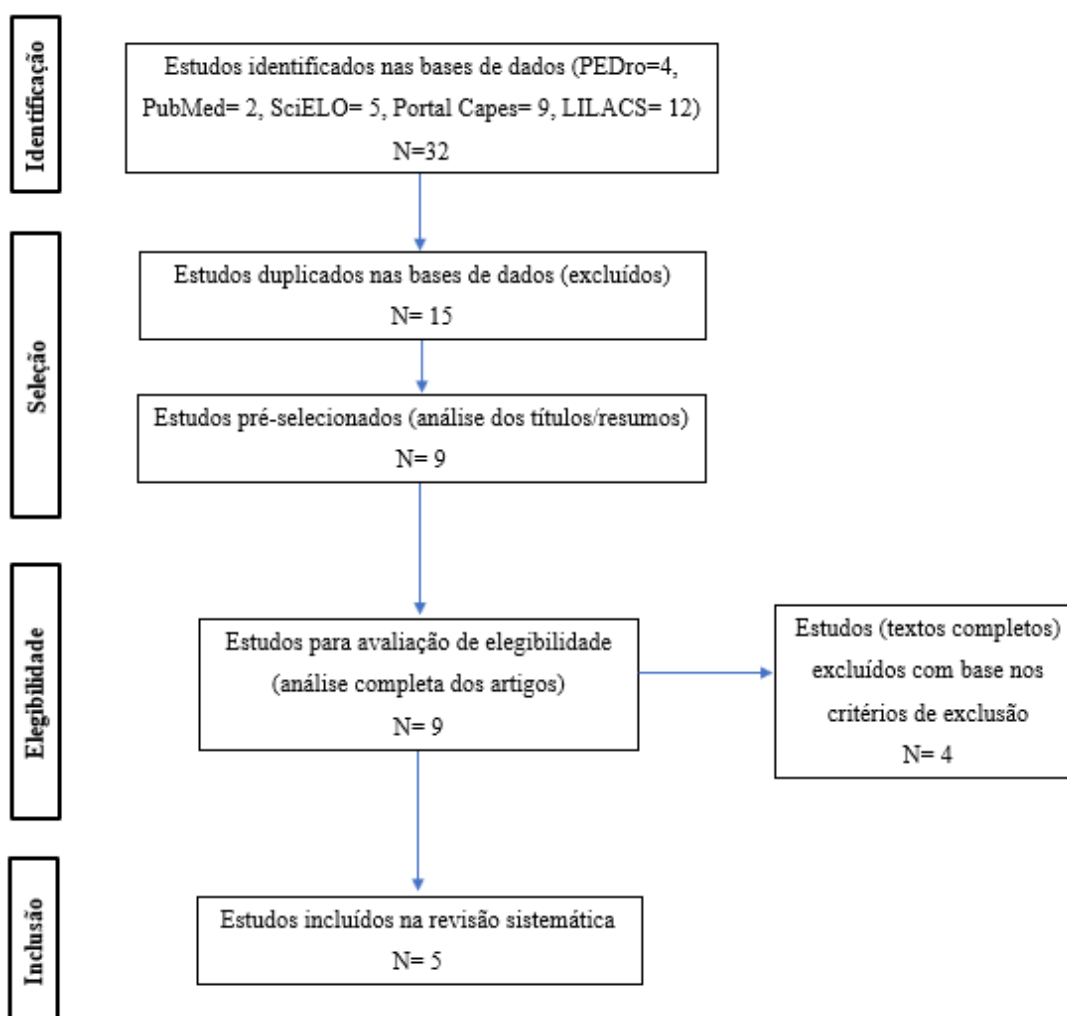 Identificação
Estudos identificados nas bases de dados (PEDro=4,
PubMed= 2, SciELO= 5, Portal Capes= 9, LILACS= 12)
N=32
Seleção
Estudos duplicados nas bases de dados (excluídos)
N= 15
Estudos pré-selecionados (análise dos títulos/resumos)
N= 9
Elegibilidade
Estudos para avaliação de elegibilidade
(análise completa dos artigos)
N= 9
Estudos (textos completos)
excluídos com base nos
critérios de exclusão
N= 4
Inclusão
Estudos incluídos na revisão sistemática
N= 5